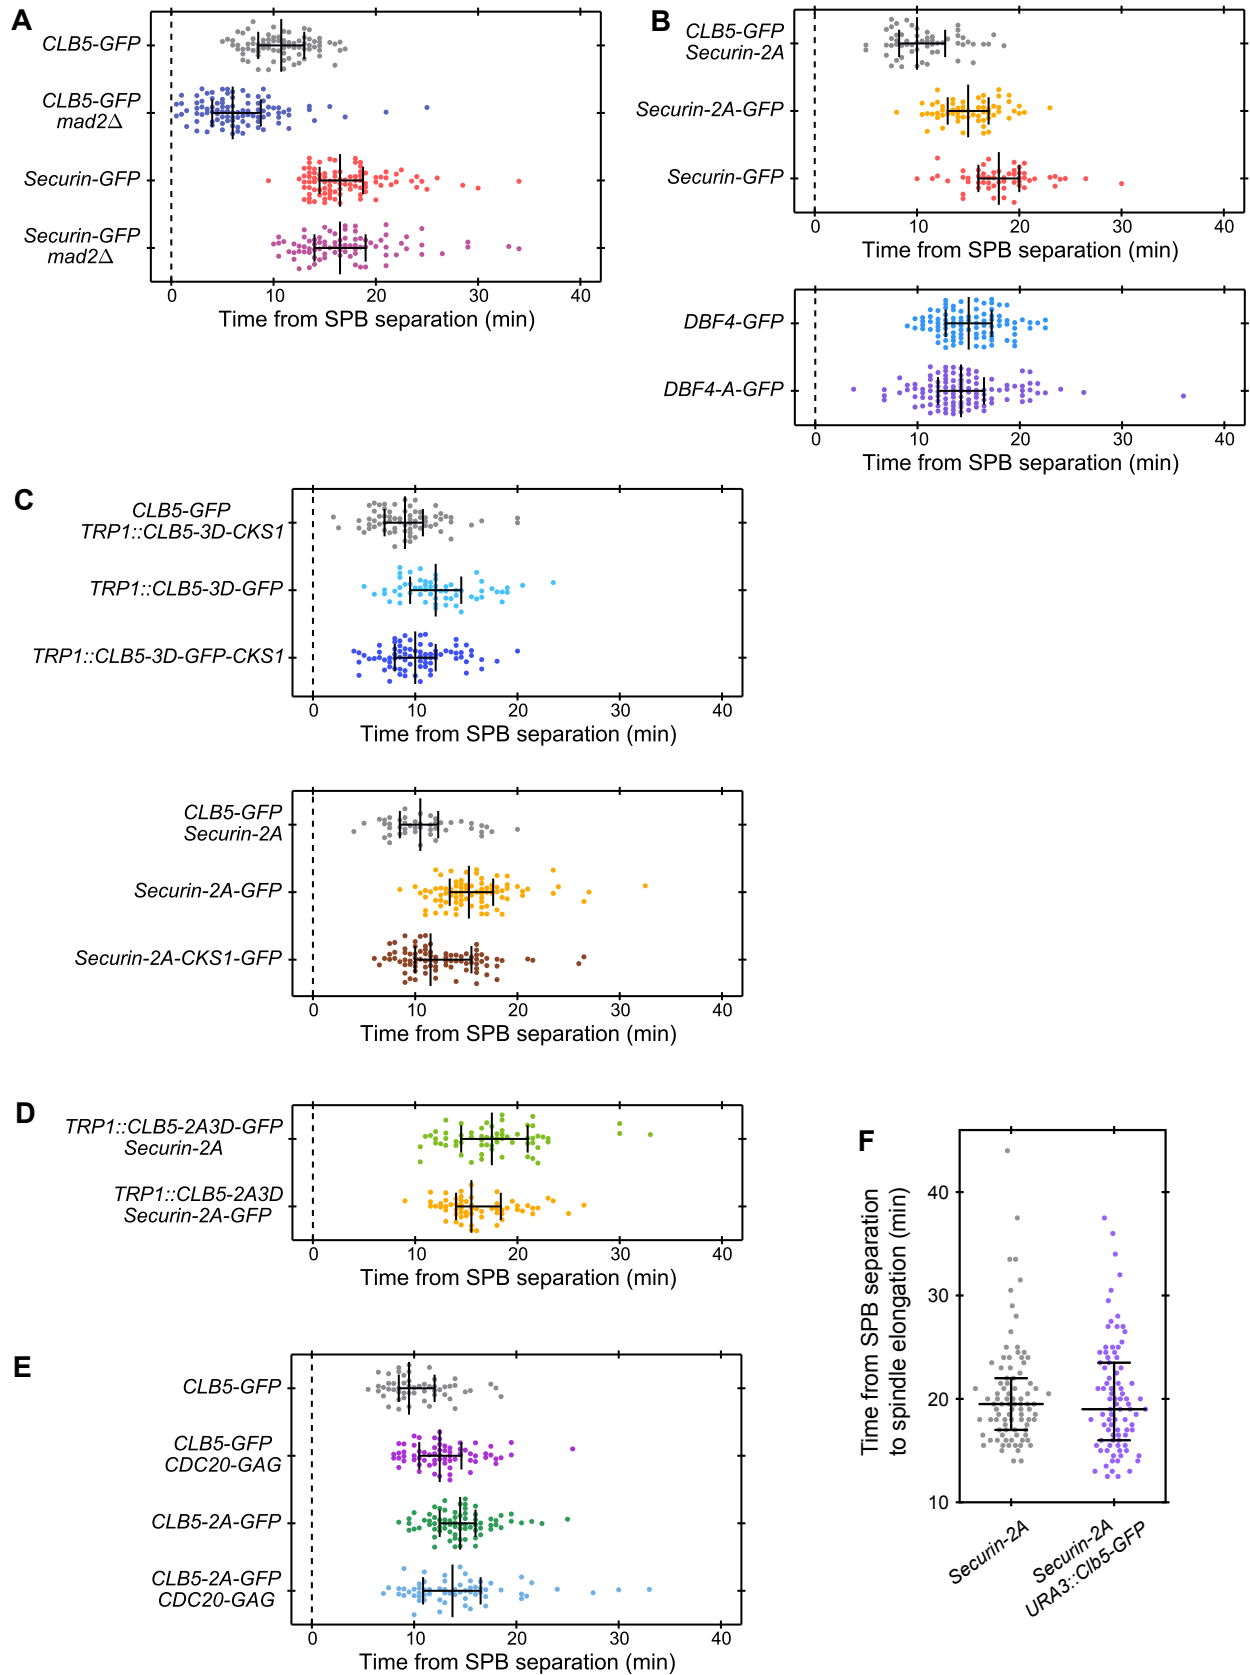 A
CLB5-GFP
CLB5-GFP
mad2Δ
Securin-GFP
Securin-GFP
mad2Δ
0 10 20 30 40
Time from SPB separation (min)
B
CLB5-GFP
Securin-2A
Securin-2A-GFP
Securin-GFP
0 10 20 30 40
Time from SPB separation (min)
DBF4-GFP
DBF4-A-GFP
0 10 20 30 40
Time from SPB separation (min)
C
CLB5-GFP
TRP1::CLB5-3D-CKS1
TRP1::CLB5-3D-GFP
TRP1::CLB5-3D-GFP-CKS1
0 10 20 30 40
Time from SPB separation (min)
CLB5-GFP
Securin-2A
Securin-2A-GFP
Securin-2A-CKS1-GFP
0 10 20 30 40
Time from SPB separation (min)
D
TRP1::CLB5-2A3D-GFP
Securin-2A
TRP1::CLB5-2A3D
Securin-2A-GFP
0 10 20 30 40
Time from SPB separation (min)
E
CLB5-GFP
CLB5-GFP
CDC20-GAG
CLB5-2A-GFP
CLB5-2A-GFP
CDC20-GAG
0 10 20 30 40
Time from SPB separation (min)
F
Time from SPB separation
to spindle elongation (min)
40
30
20
10
Securin-2A
Securin-2A
URA3::Clb5-GFP